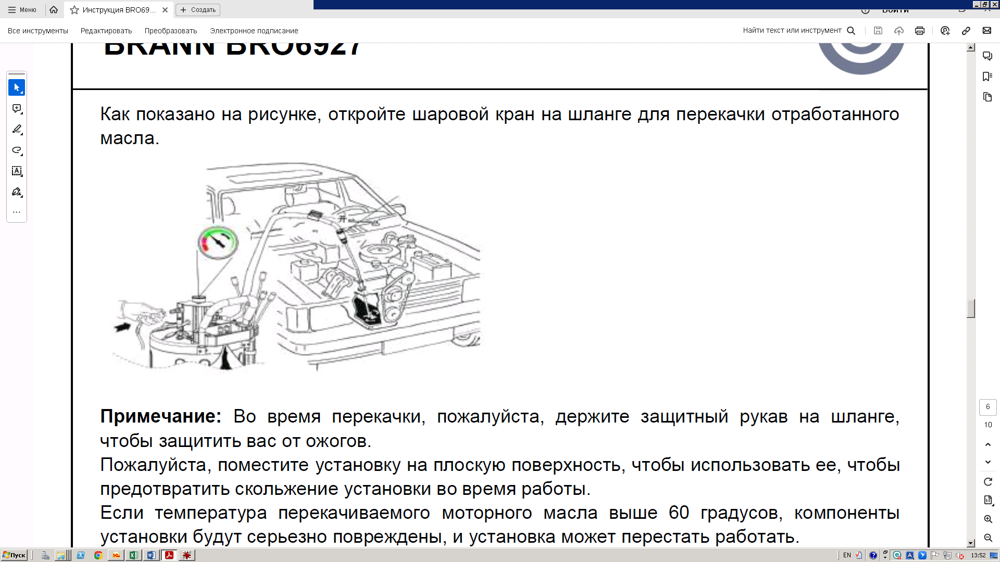 Меню
Инструкция BRO69...
Создать
Войти
Все инструменты
Редактировать
Преобразовать
Электронное подписание
Найти текст или инструмент
BRANN BRO6927
Как показано на рисунке, откройте шаровой кран на шланге для перекачки отработанного
масла.
开
Примечание: Во время перекачки, пожалуйста, держите защитный рукав на шланге,
чтобы защитить вас от ожогов.
Пожалуйста, поместите установку на плоскую поверхность, чтобы использовать ее, чтобы
предотвратить скольжение установки во время работы.
Если температура перекачиваемого моторного масла выше 60 градусов, компоненты
установки будут серьезно повреждены, и установка может перестать работать.
6
10
Пуск
EN
13:52